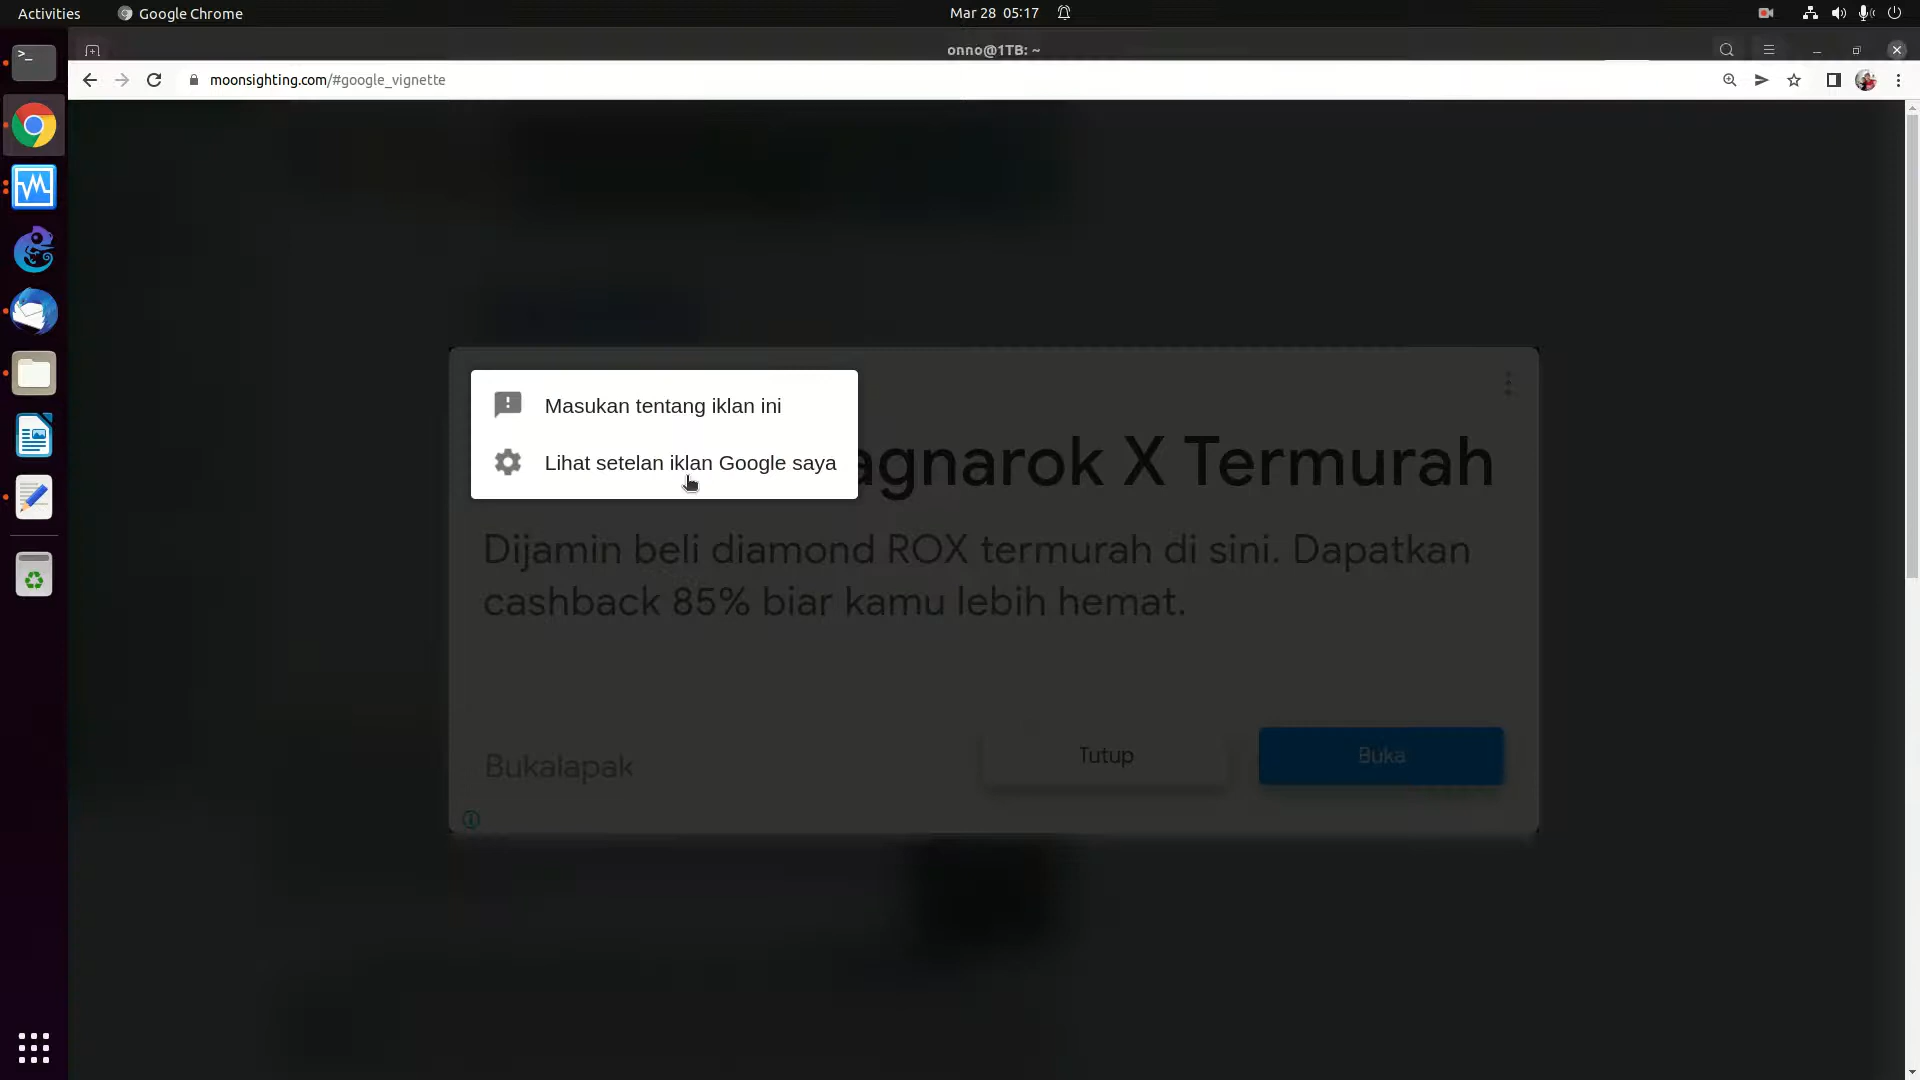 Activities
Google Chrome
Mar 28 05:17
onno@1TB: ~
moonsighting.com/#google_vignette
Masukan tentang iklan ini
Lihat setelan iklan Google saya
agnarok X Termurah
Dijamin beli diamond ROX termurah di sini. Dapatkan
cashback 85% biar kamu lebih hemat.
Bukalapak
Tutup
Buka